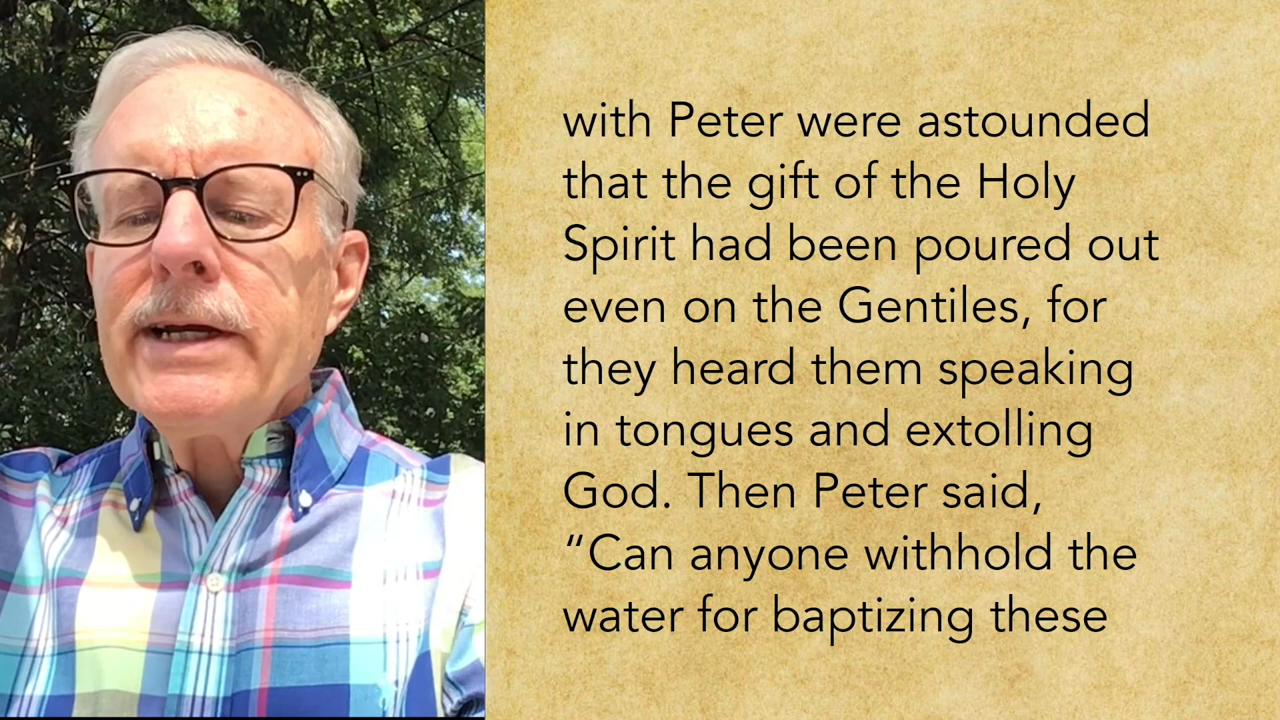 with Peter were astounded
that the gift of the Holy
Spirit had been poured out
even on the Gentiles, for
they heard them speaking
in tongues and extolling
God. Then Peter said,
“Can anyone withhold the
water for baptizing these